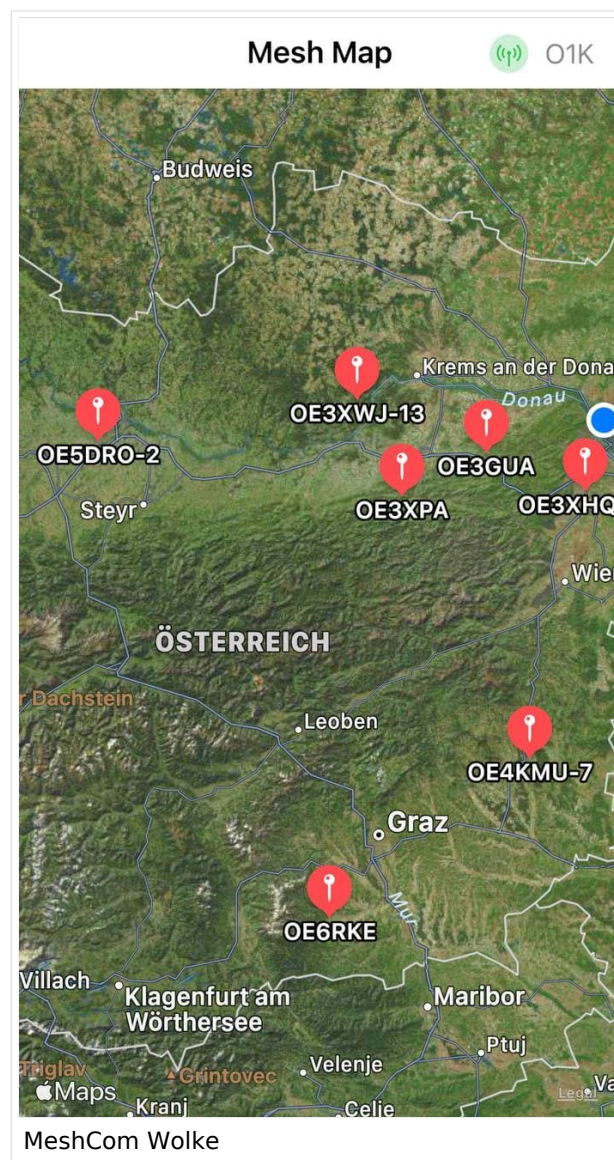 Mesh Map
O1K
Budweis
Krems an der Dona
Donau
OE3XWJ-13
OE5DRO-2
OE3GUA
OE3XPA
OE3XHQ
Steyr
Wie
ÖSTERREICH
r Dachstein
Leoben
OE4KMU-7
Graz
OE6RKE
Mur
Villach
Klagenfurt am
Wörthersee
Maribor
Ptuj
Triglav
Grintovec
Velenje
Maps
Legal
Va
Kranj
Celje
MeshCom Wolke